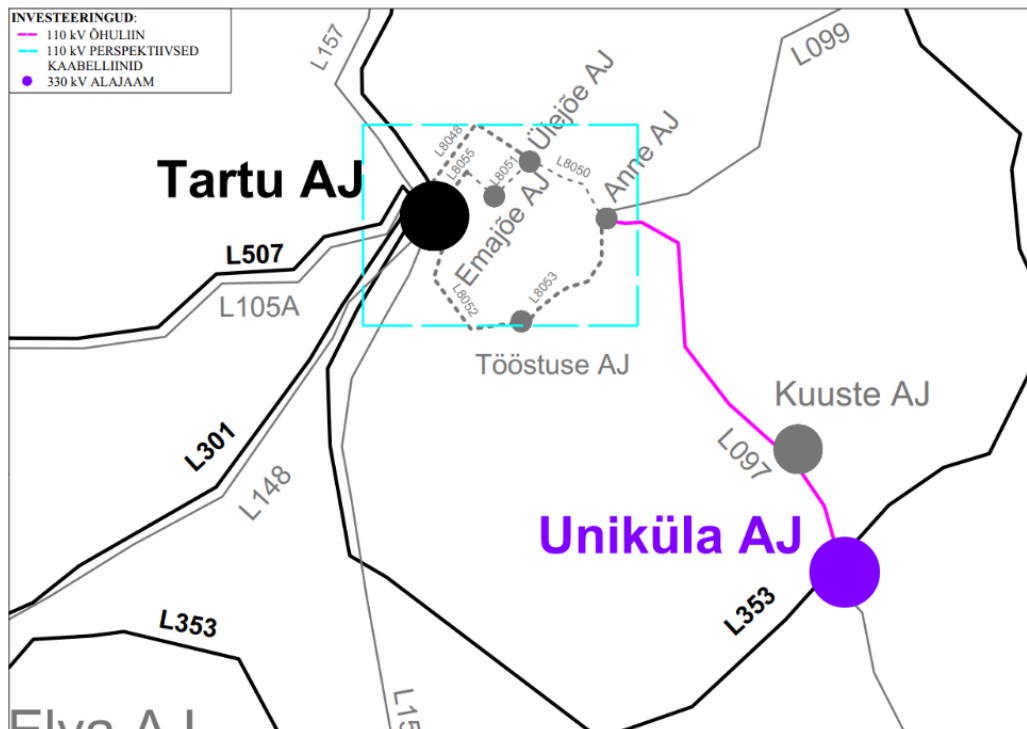 INVESTEERINGUD:
110 kV ÕHULIIN
110 kV PERSPEKTIIVSED
KAABELLIINID
330 kV ALAJAAM
L157
L099
Tartu AJ
L8048
L8055
L8051
Ülejõe AJ
L8050
Anne AJ
Emajõe AJ
L507
L105A
L8052
L8053
Tööstuse AJ
Kuuste AJ
L301
L148
L097
Uniküla AJ
L353
L353
Elva AJ